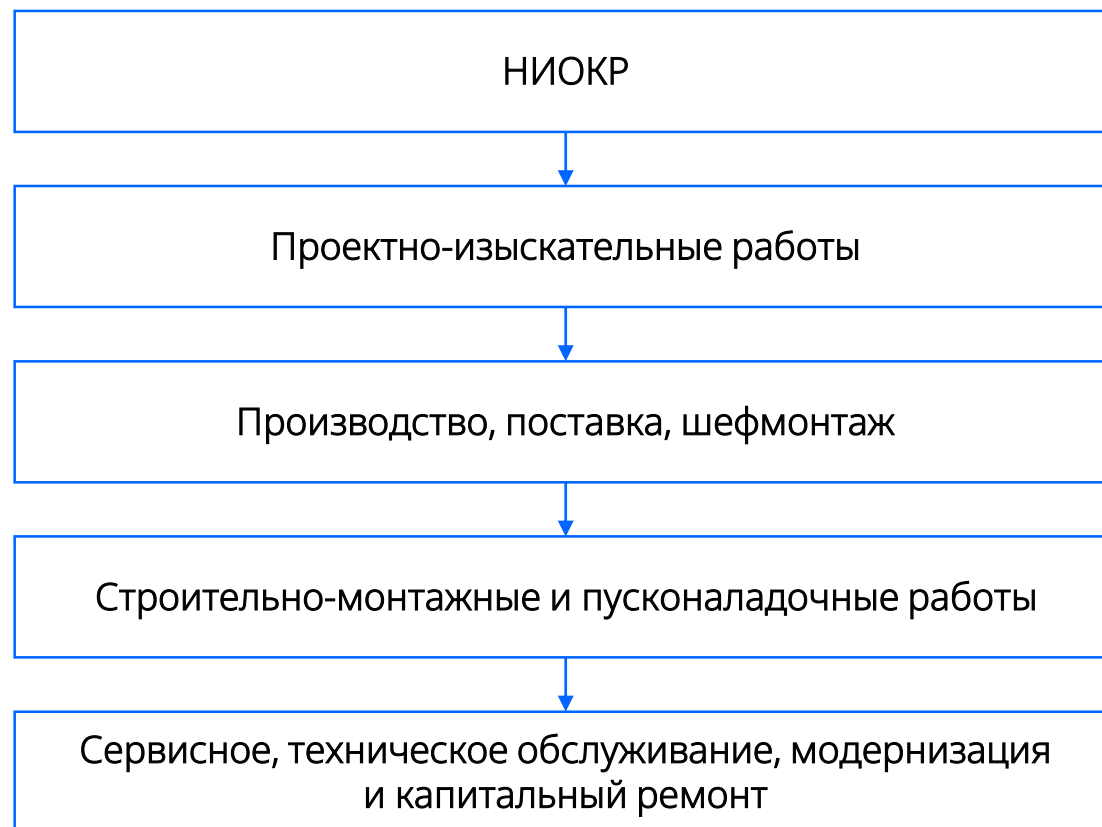 НИОКР
Проектно-изыскательные работы
Производство, поставка, шефмонтаж
Строительно-монтажные и пусконаладочные работы
Сервисное, техническое обслуживание, модернизация
и капитальный ремонт